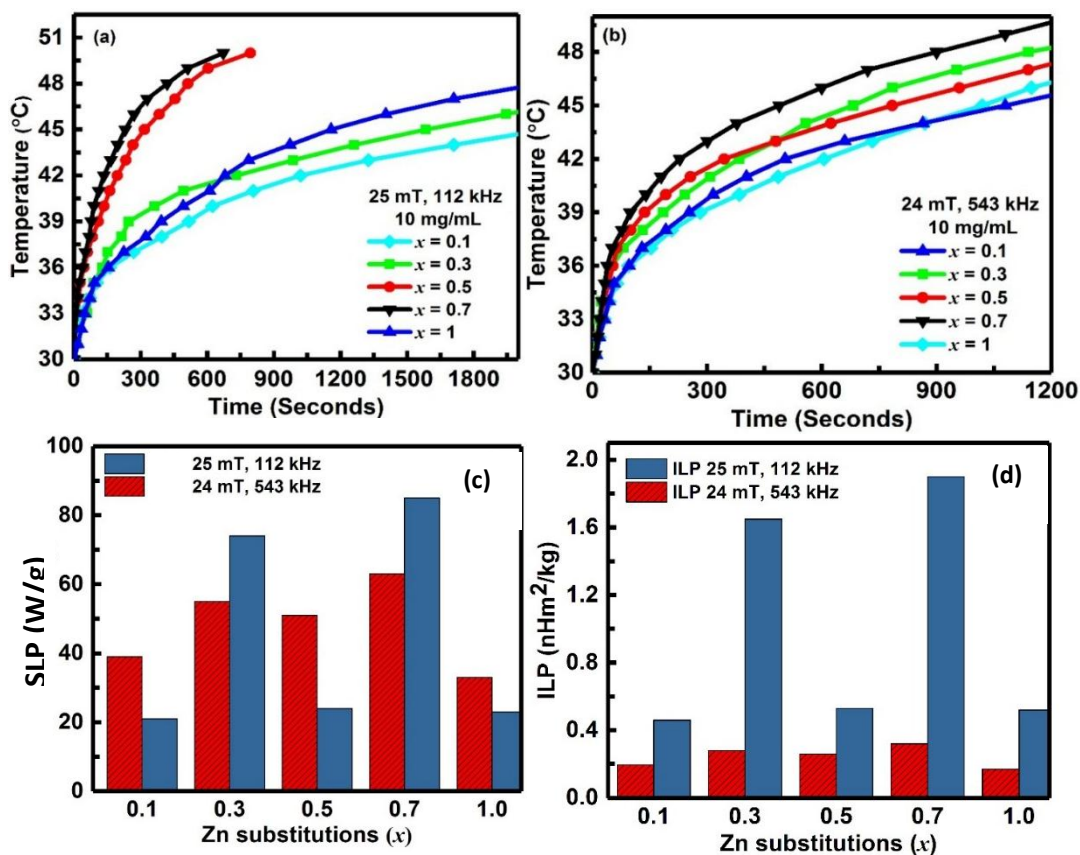 (a)
51
48
45
42
39
36
33
30
Temperature (°C)
25 mT, 112 kHz
10 mg/mL
x = 0.1
x = 0.3
x = 0.5
x = 0.7
x = 1
0 300 600 900 1200 1500 1800
Time (Seconds)
(b)
48
45
42
39
36
33
30
Temperature (°C)
24 mT, 543 kHz
10 mg/mL
x = 0.1
x = 0.3
x = 0.5
x = 0.7
x = 1
0 300 600 900 1200
Time (Seconds)
(c)
100
80
60
40
20
0
SLP (W/g)
25 mT, 112 kHz
24 mT, 543 kHz
0.1 0.3 0.5 0.7 1.0
Zn substitutions (x)
(d)
2.0
1.6
1.2
0.8
0.4
0.0
ILP (nHm²/kg)
ILP 25 mT, 112 kHz
ILP 24 mT, 543 kHz
0.1 0.3 0.5 0.7 1.0
Zn substitutions (x)